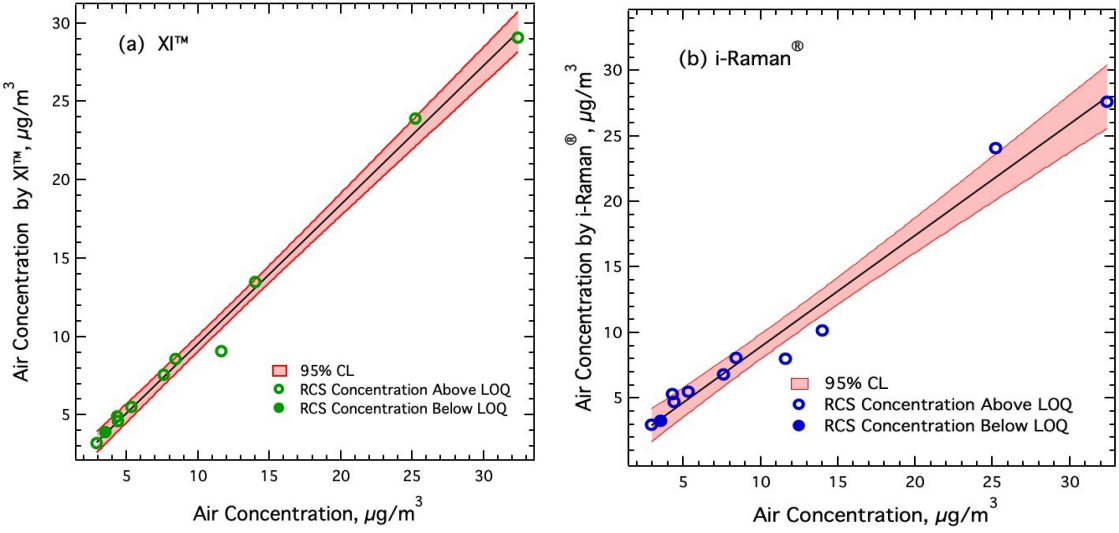 (a) XI™
30
25
20
15
10
5
5 10 15 20 25 30
Air Concentration by XI™, µg/m³
Air Concentration, µg/m³
95% CL
RCS Concentration Above LOQ
RCS Concentration Below LOQ
(b) i-Raman®
30
25
20
15
10
5
5 10 15 20 25 30
Air Concentration by i-Raman®, µg/m³
Air Concentration, µg/m³
95% CL
RCS Concentration Above LOQ
RCS Concentration Below LOQ